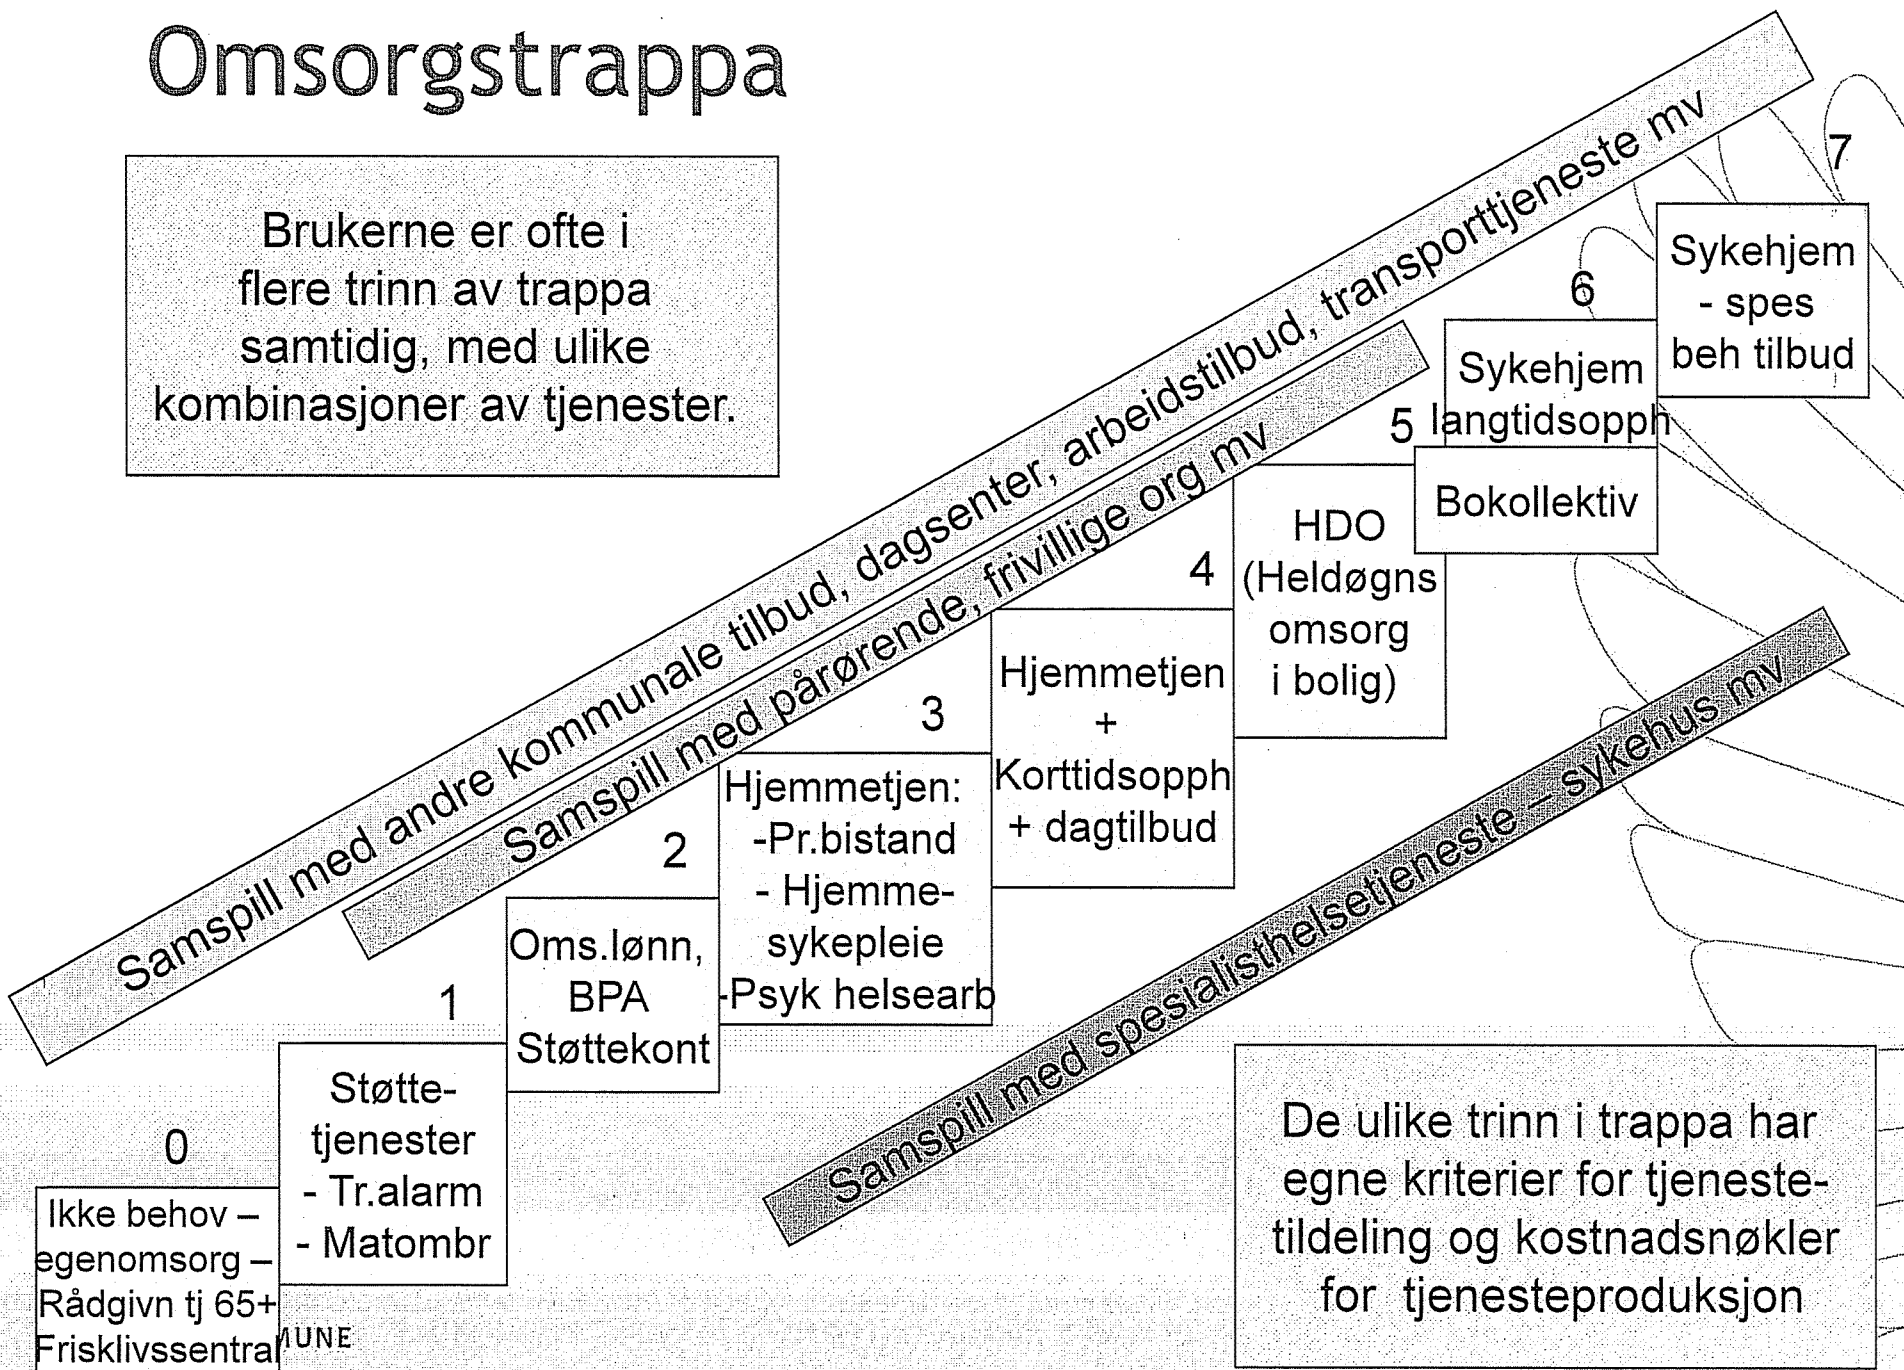 Omsorgstrappa
Brukerne er ofte i
flere trinn av trappa
samtidig, med ulike
kombinasjoner av tjenester.
Samspill med andre kommunale tilbud, dagsenter, arbeidstilbud, transporttjeneste mv
Samspill med pårørende, frivillige org mv
0
Ikke behov –
egenomsorg –
Rådgivn tj 65+
Frisklivssentral
1
Støtte-
tjenester
- Tr.alarm
- Matombr
2
Oms.lønn,
BPA
Støttekont
3
Hjemmetjen:
-Pr.bistand
- Hjemme-
sykepleie
-Psyk helsearb
4
Hjemmetjen
+
Korttidsopph
+ dagtilbud
5
HDO
(Heldøgns
omsorg
i bolig)
6
Sykehjem
langtidsopph
Bokollektiv
7
Sykehjem
- spes
beh tilbud
Samspill med spesialisthelsetjeneste – sykehus mv
De ulike trinn i trappa har
egne kriterier for tjeneste-
tildeling og kostnadsnøkler
for tjenesteproduksjon
MUNE